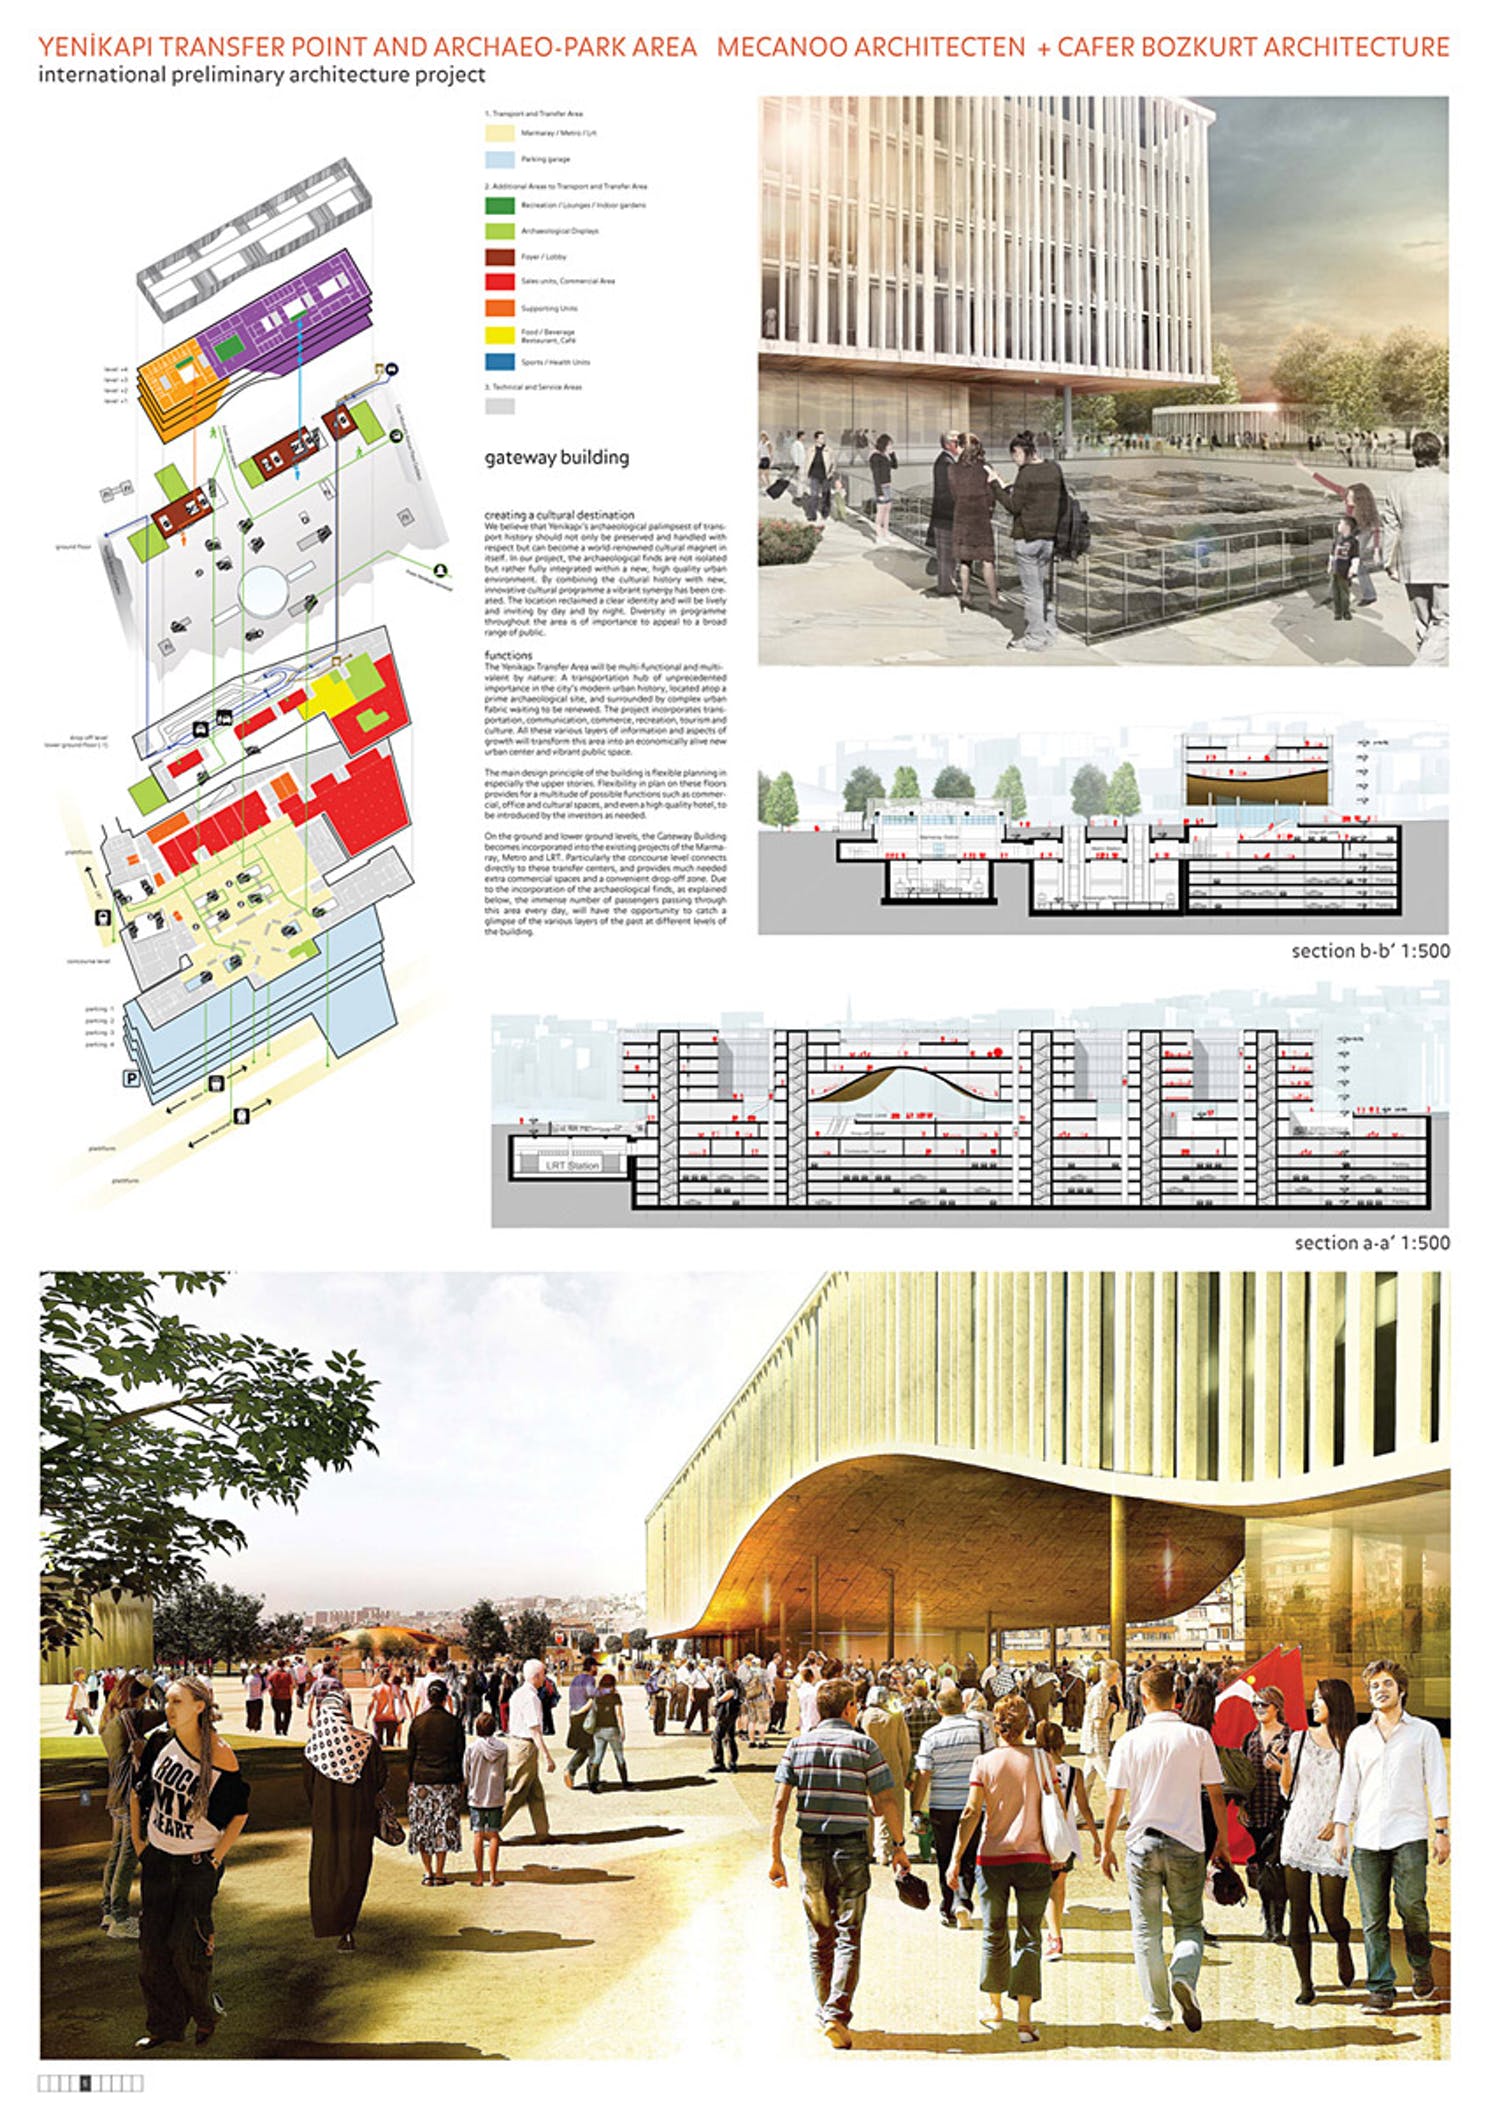 YENİKAPI TRANSFER POINT AND ARCHAEO-PARK AREA MECANOO ARCHITECTEN + CAFER BOZKURT ARCHITECTURE
international preliminary architecture project
1. Transport and Transfer Area
Marmaray / Metro / Lrt
Parking garage
2. Additional Areas to Transport and Transfer Area
Recreation / Lounges / Indoor gardens
Archaeological Displays
Foyer / Lobby
Sales units, Commercial Area
Supporting Units
Food / Beverage
Restaurant, Café
Sports / Health Units
3. Technical and Service Areas
level +4
level +3
level +2
level +1
ground floor
drop off level
lower ground floor (-1)
platform
concourse level
parking 1
parking 2
parking 3
parking 4
P
platform
platform
gateway building
creating a cultural destination
We believe that Yenikapı's archaeological palimpsest of trans-
port history should not only be preserved and handled with
respect but can become a world-renowned cultural magnet in
itself. In our project, the archaeological finds are not isolated
but rather fully integrated within a new, high quality urban
environment. By combining the cultural history with new,
innovative cultural programme a vibrant synergy has been cre-
ated. The location reclaimed a clear identity and will be lively
and inviting by day and by night. Diversity in programme
throughout the area is of importance to appeal to a broad
range of public.
functions
The Yenikapı Transfer Area will be multi-functional and multi-
valent by nature: A transportation hub of unprecedented
importance in the city's modern urban history, located atop a
prime archaeological site, and surrounded by complex urban
fabric waiting to be renewed. The project incorporates trans-
portation, communication, commerce, recreation, tourism and
culture. All these various layers of information and aspects of
growth will transform this area into an economically alive new
urban center and vibrant public space.
The main design principle of the building is flexible planning in
especially the upper stories. Flexibility in plan on these floors
provides for a multitude of possible functions such as commer-
cial, office and cultural spaces, and even a high quality hotel, to
be introduced by the investors as needed.
On the ground and lower ground levels, the Gateway Building
becomes incorporated into the existing projects of the Marma-
ray, Metro and LRT. Particularly the concourse level connects
directly to these transfer centers, and provides much needed
extra commercial spaces and a convenient drop-off zone. Due
to the incorporation of the archaeological finds, as explained
below, the immense number of passengers passing through
this area every day, will have the opportunity to catch a
glimpse of the various layers of the past at different levels of
the building.
section b-b' 1:500
LRT Station
section a-a' 1:500
ROCK
MY
HEART